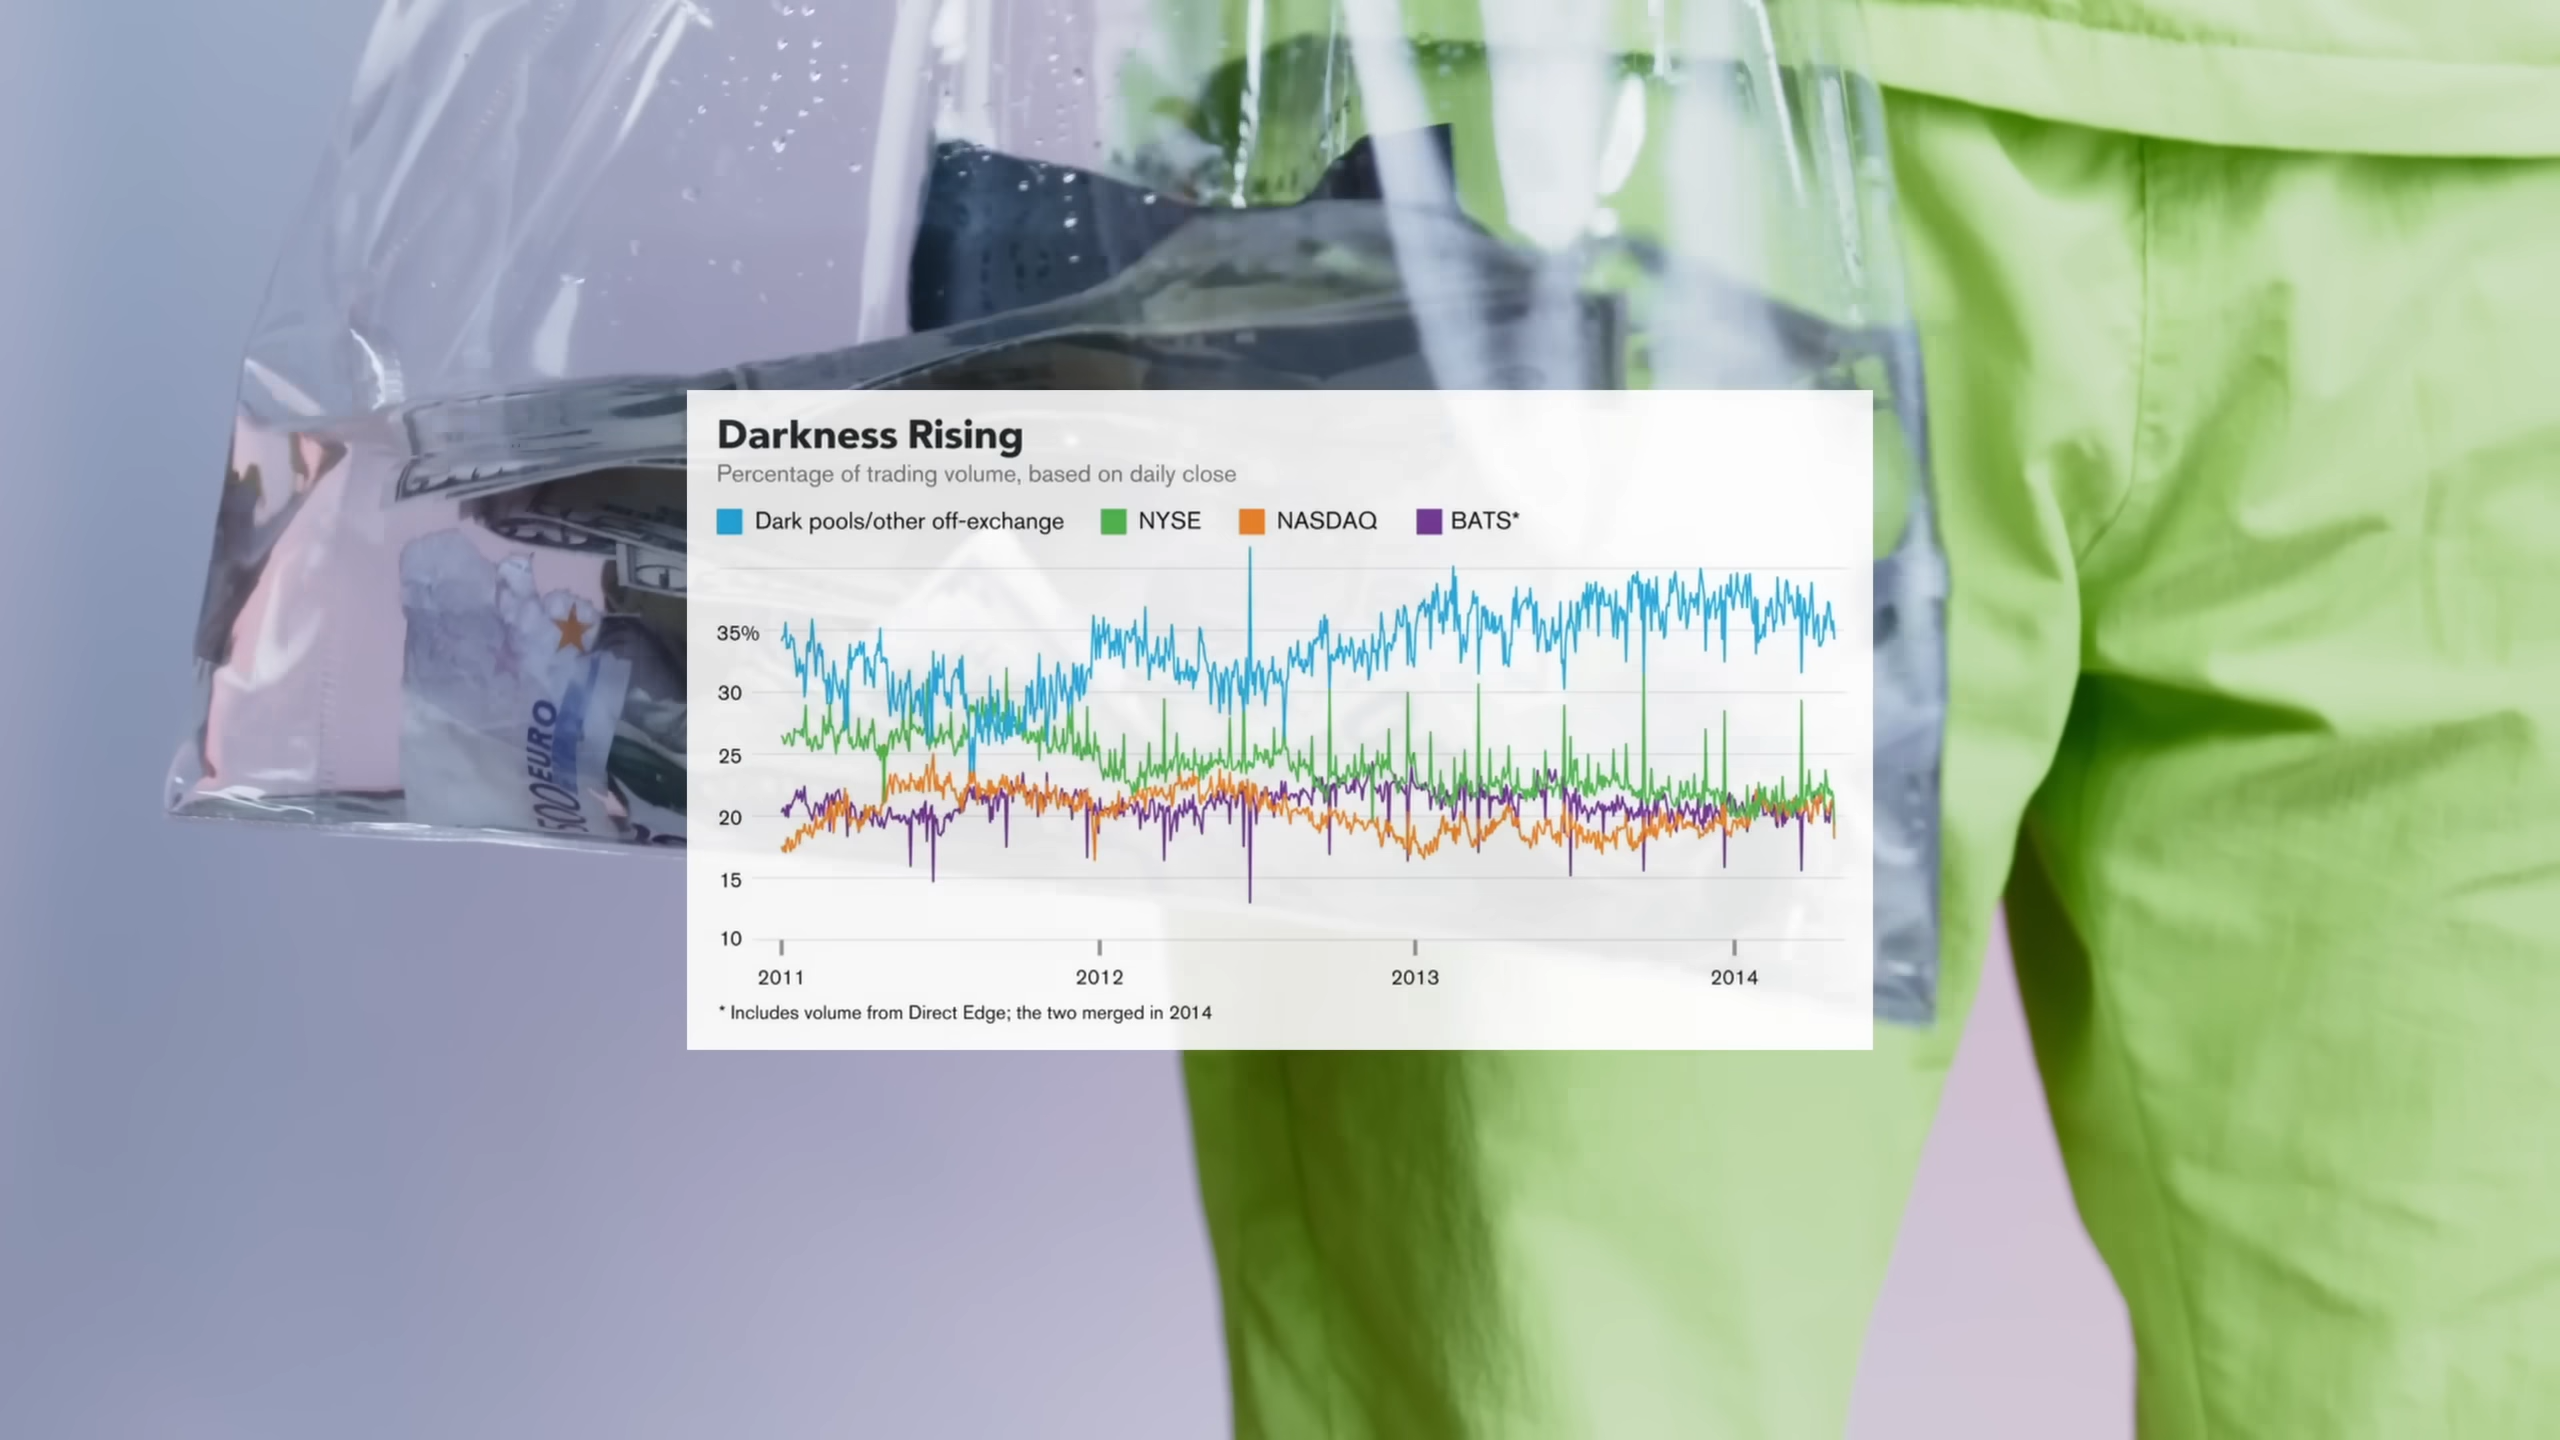 Darkness Rising
Percentage of trading volume, based on daily close
Dark pools/other off-exchange NYSE NASDAQ BATS*
35%
30
25
20
15
10
2011 2012 2013 2014
* Includes volume from Direct Edge; the two merged in 2014
500EURO